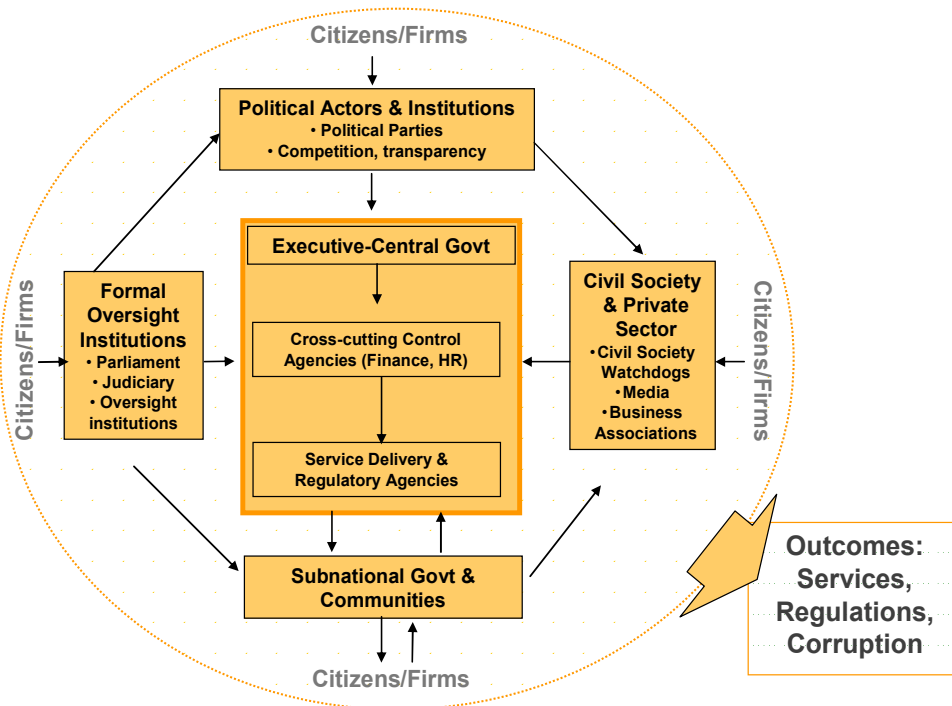 Citizens/Firms
Political Actors & Institutions
• Political Parties
• Competition, transparency
Executive-Central Govt
Cross-cutting Control
Agencies (Finance, HR)
Service Delivery &
Regulatory Agencies
Citizens/Firms
Formal
Oversight
Institutions
• Parliament
• Judiciary
• Oversight
institutions
Civil Society
& Private
Sector
•Civil Society
Watchdogs
•Media
•Business
Associations
Citizens/Firms
Subnational Govt &
Communities
Citizens/Firms
Outcomes:
Services,
Regulations,
Corruption